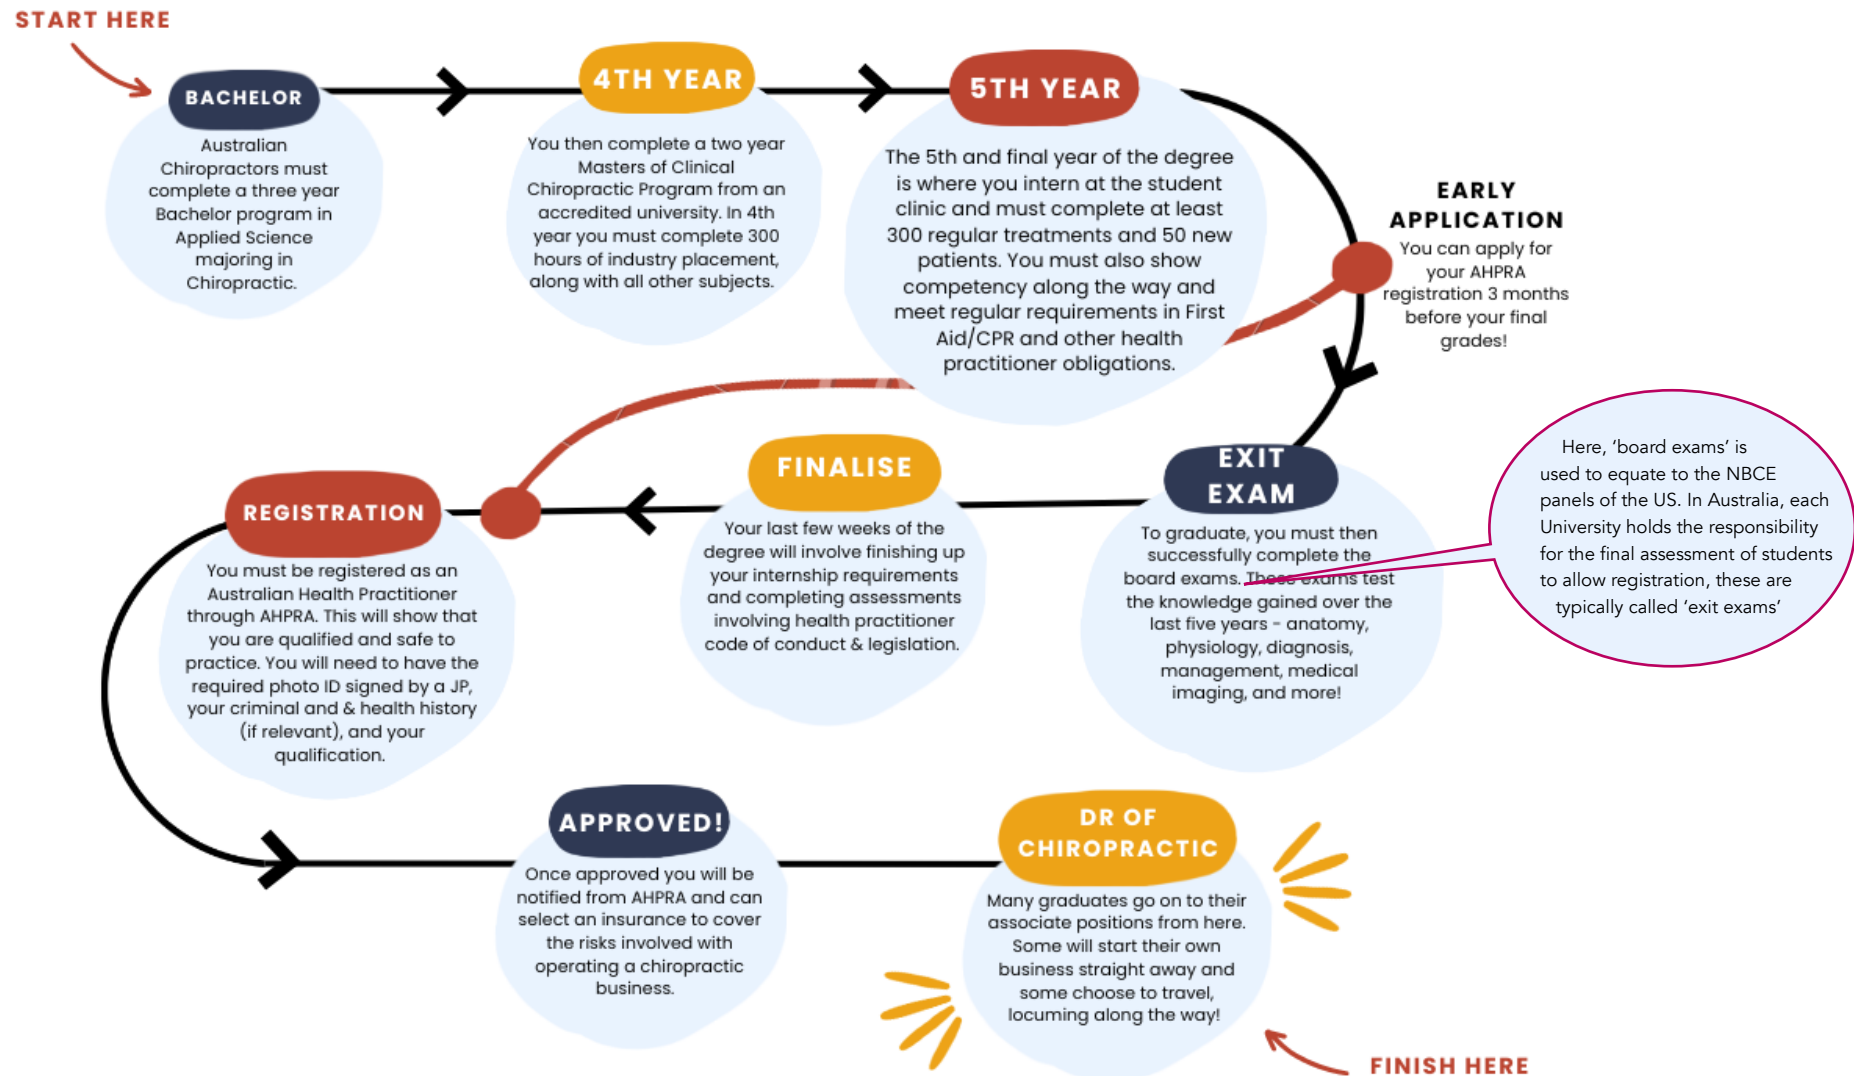 START HERE
BACHELOR
Australian
Chiropractors must
complete a three year
Bachelor program in
Applied Science
majoring in
Chiropractic.
4TH YEAR
You then complete a two year
Masters of Clinical
Chiropractic Program from an
accredited university. In 4th
year you must complete 300
hours of industry placement,
along with all other subjects.
5TH YEAR
The 5th and final year of the degree
is where you intern at the student
clinic and must complete at least
300 regular treatments and 50 new
patients. You must also show
competency along the way and
meet regular requirements in First
Aid/CPR and other health
practitioner obligations.
EARLY
APPLICATION
You can apply for
your AHPRA
registration 3 months
before your final
grades!
EXIT
EXAM
To graduate, you must then
successfully complete the
board exams. These exams test
the knowledge gained over the
last five years - anatomy,
physiology, diagnosis,
management, medical
imaging, and more!
Here, ‘board exams’ is
used to equate to the NBCE
panels of the US. In Australia, each
University holds the responsibility
for the final assessment of students
to allow registration, these are
typically called ‘exit exams’
FINALISE
Your last few weeks of the
degree will involve finishing up
your internship requirements
and completing assessments
involving health practitioner
code of conduct & legislation.
REGISTRATION
You must be registered as an
Australian Health Practitioner
through AHPRA. This will show that
you are qualified and safe to
practice. You will need to have the
required photo ID signed by a JP,
your criminal and & health history
(if relevant), and your
qualification.
APPROVED!
Once approved you will be
notified from AHPRA and can
select an insurance to cover
the risks involved with
operating a chiropractic
business.
DR OF
CHIROPRACTIC
Many graduates go on to their
associate positions from here.
Some will start their own
business straight away and
some choose to travel,
locuming along the way!
FINISH HERE